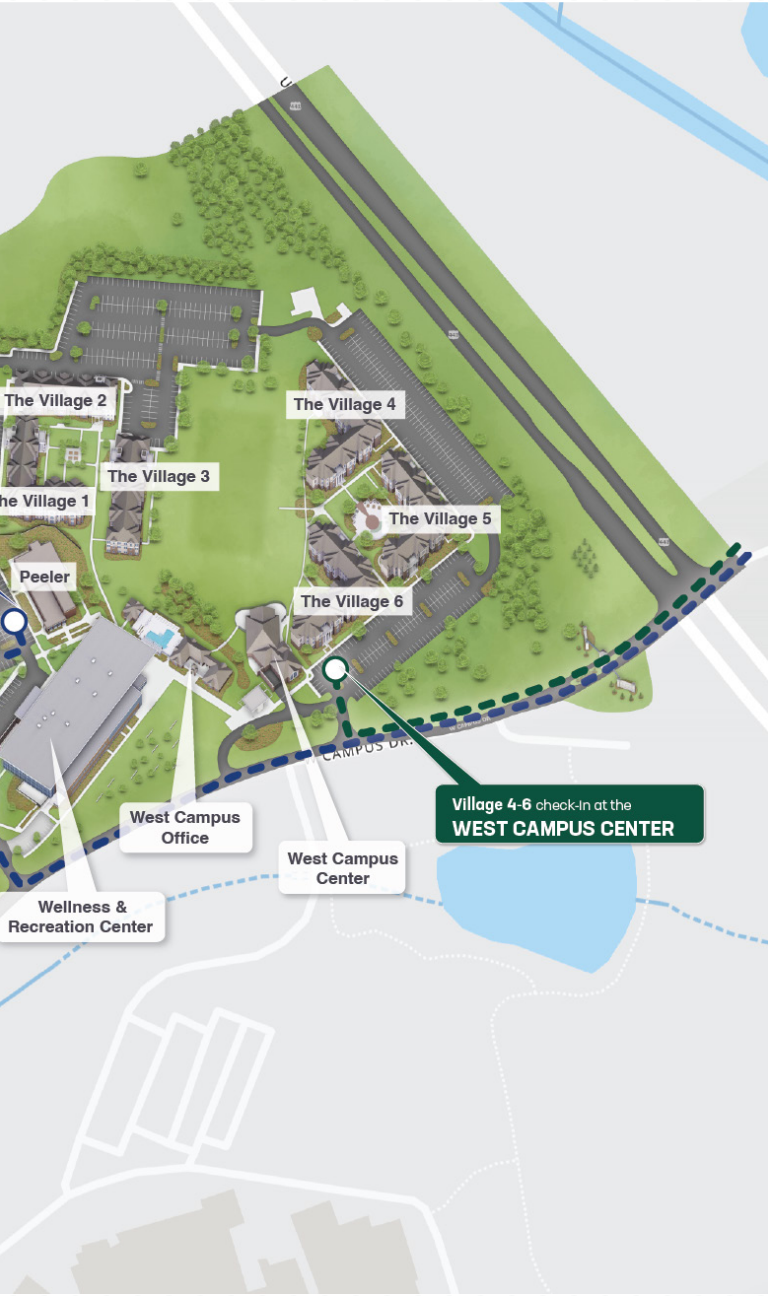 U
The Village 4
The Village 2
The Village 3
he Village 1
The Village 5
Peeler
The Village 6
CAMPUS DR.
Village 4-6 check-in at the
WEST CAMPUS CENTER
West Campus
Office
West Campus
Center
Wellness &
Recreation Center